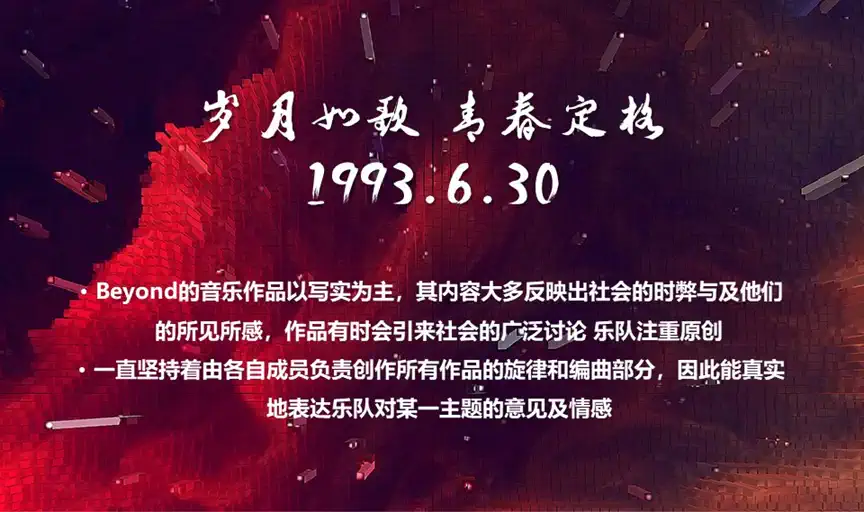 岁月如歌 青春定格
1993.6.30
• Beyond的音乐作品以写实为主，其内容大多反映出社会的时弊与及他们
的所见所感，作品有时会引来社会的广泛讨论 乐队注重原创
• 一直坚持着由各自成员负责创作所有作品的旋律和编曲部分，因此能真实
地表达乐队对某一主题的意见及情感